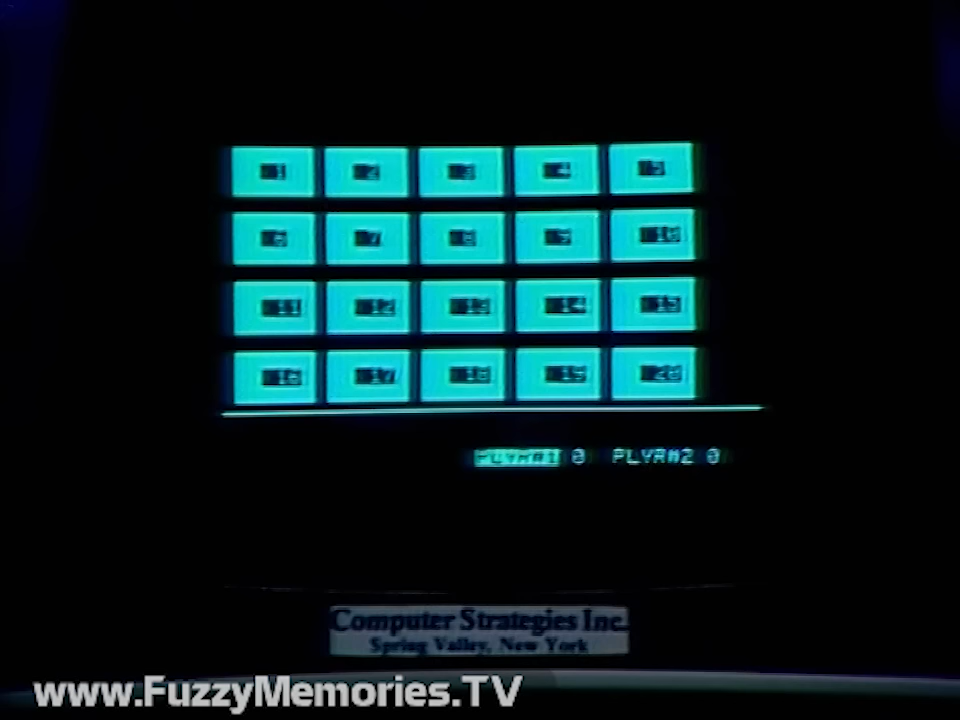 1 2 3 4 5
6 7 8 9 10
11 12 13 14 15
16 17 18 19 20
PLYR#1 0 PLYR#2 0
Computer Strategies Inc.
Spring Valley, New York
www.FuzzyMemories.TV